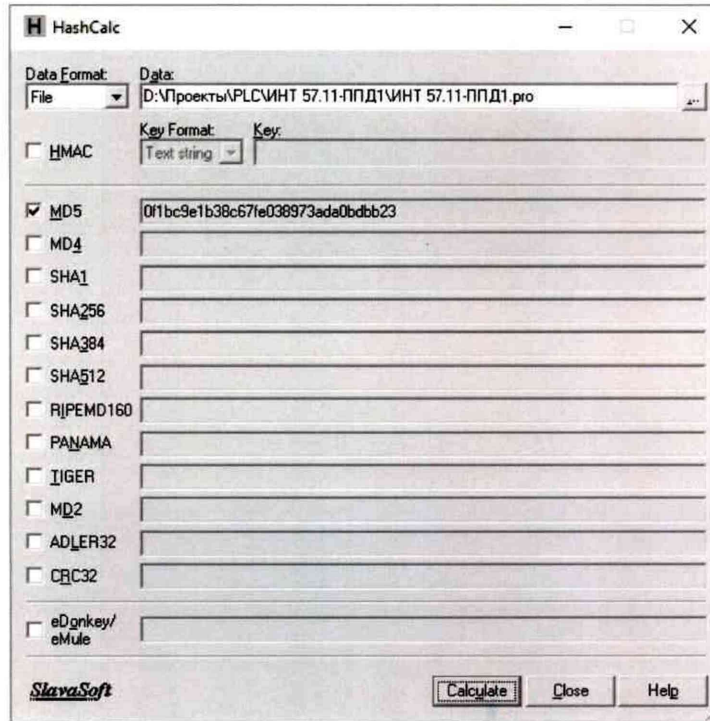 H HashCalc
Data Format: Data:
File D:\Проекты\PLC\ИНТ 57.11-ППД1\ИНТ 57.11-ППД1.pro ...
Key Format: Key:
HMAC Text string
MD5 0f1bc9e1b38c67fe038973ada0bdbb23
MD4
SHA1
SHA256
SHA384
SHA512
RIPEMD160
PANAMA
TIGER
MD2
ADLER32
CRC32
eDonkey/
eMule
SlavaSoft Calculate Close Help